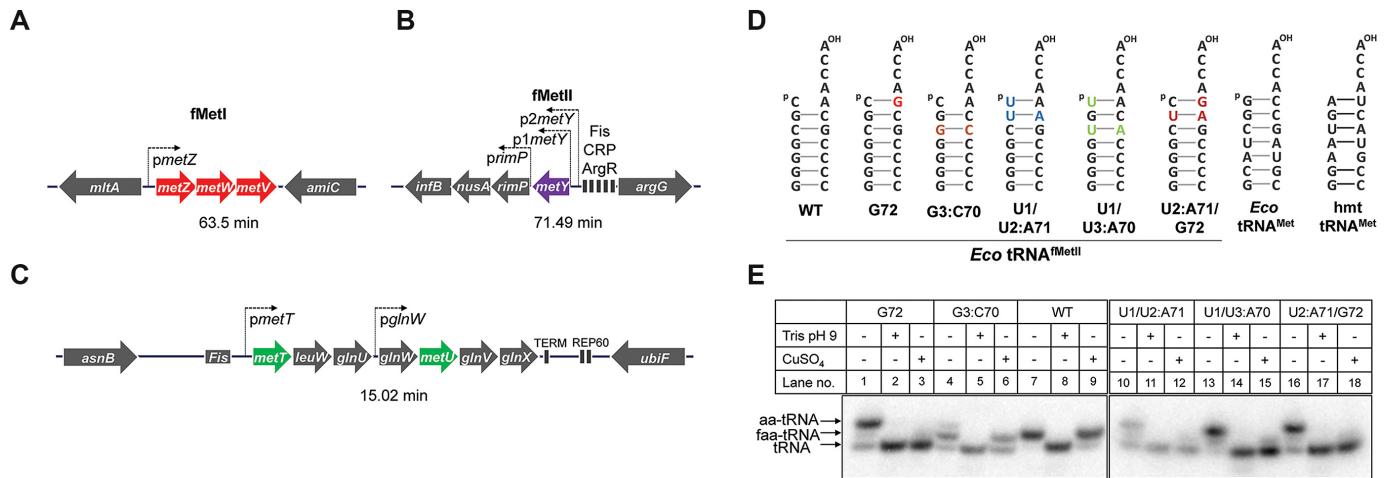 A
B
fMetI
pmetZ
mltA
metZ
metW
metV
amiC
63.5 min
fMetII
p2metY
p1metY
primP
Fis
CRP
ArgR
infB
nusA
rimP
metY
argG
71.49 min
C
pmetT
pglnW
asnB
Fis
metT
leuW
glnU
glnW
metU
glnV
glnX
TERM
REP60
ubiF
15.02 min
D
WT
G72
G3:C70
U1/
U2:A71
U1/
U3:A70
U2:A71/
G72
Eco
tRNAMet
hmt
tRNAMet
Eco tRNAfMetII
E
G72 G3:C70 WT U1/U2:A71 U1/U3:A70 U2:A71/G72
Tris pH 9 - + - - + - - + - - + - - + - - + -
CuSO4 - - + - - + - - + - - + - - + - - +
Lane no. 1 2 3 4 5 6 7 8 9 10 11 12 13 14 15 16 17 18
aa-tRNA
faa-tRNA
tRNA